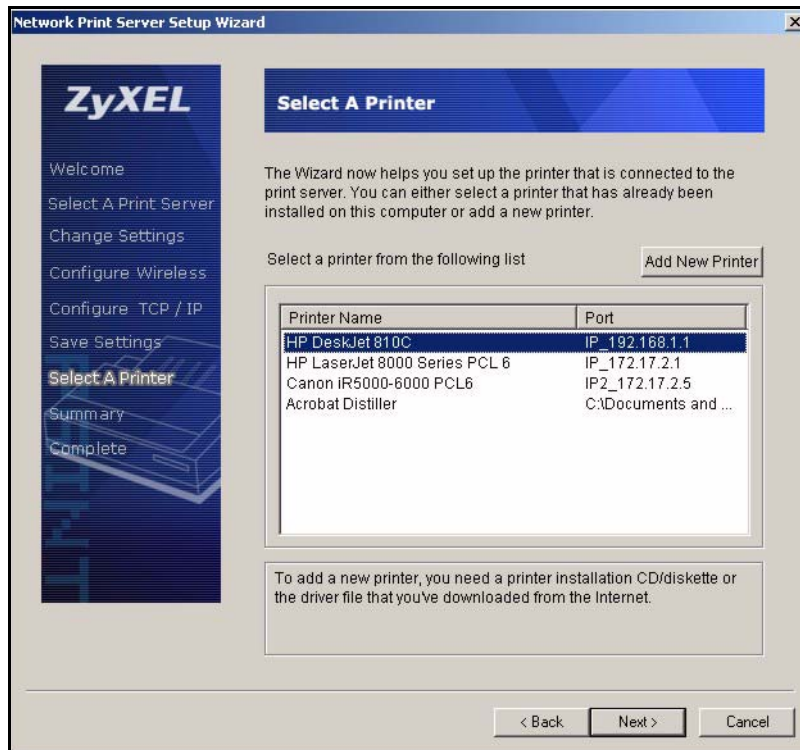 Network Print Server Setup Wizard
ZyXEL
Welcome
Select A Print Server
Change Settings
Configure Wireless
Configure TCP / IP
Save Settings
Select A Printer
Summary
Complete
PRINT
Select A Printer
The Wizard now helps you set up the printer that is connected to the
print server. You can either select a printer that has already been
installed on this computer or add a new printer.
Select a printer from the following list
Add New Printer
Printer Name Port
HP DeskJet 810C IP_192.168.1.1
HP LaserJet 8000 Series PCL 6 IP_172.17.2.1
Canon iR5000-6000 PCL6 IP2_172.17.2.5
Acrobat Distiller C:\Documents and ...
To add a new printer, you need a printer installation CD/diskette or
the driver file that you've downloaded from the Internet.
< Back Next > Cancel